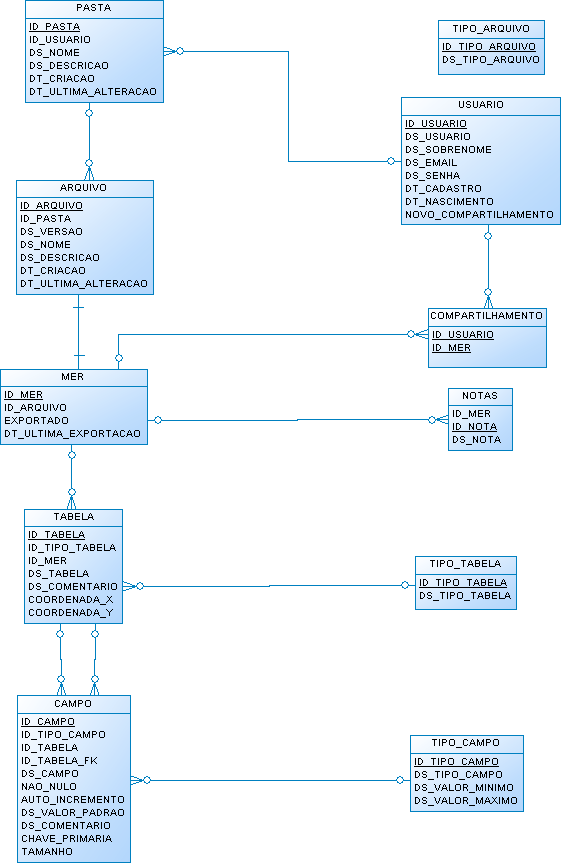 PASTA
ID_PASTA
ID_USUARIO
DS_NOME
DS_DESCRICAO
DT_CRIACAO
DT_ULTIMA_ALTERACAO
TIPO_ARQUIVO
ID_TIPO_ARQUIVO
DS_TIPO_ARQUIVO
USUARIO
ID_USUARIO
DS_USUARIO
DS_SOBRENOME
DS_EMAIL
DS_SENHA
DT_CADASTRO
DT_NASCIMENTO
NOVO_COMPARTILHAMENTO
ARQUIVO
ID_ARQUIVO
ID_PASTA
DS_VERSAO
DS_NOME
DS_DESCRICAO
DT_CRIACAO
DT_ULTIMA_ALTERACAO
COMPARTILHAMENTO
ID_USUARIO
ID_MER
MER
ID_MER
ID_ARQUIVO
EXPORTADO
DT_ULTIMA_EXPORTACAO
NOTAS
ID_MER
ID_NOTA
DS_NOTA
TABELA
ID_TABELA
ID_TIPO_TABELA
ID_MER
DS_TABELA
DS_COMENTARIO
COORDENADA_X
COORDENADA_Y
TIPO_TABELA
ID_TIPO_TABELA
DS_TIPO_TABELA
CAMPO
ID_CAMPO
ID_TIPO_CAMPO
ID_TABELA
ID_TABELA_FK
DS_CAMPO
NAO_NULO
AUTO_INCREMENTO
DS_VALOR_PADRAO
DS_COMENTARIO
CHAVE_PRIMARIA
TAMANHO
TIPO_CAMPO
ID_TIPO_CAMPO
DS_TIPO_CAMPO
DS_VALOR_MINIMO
DS_VALOR_MAXIMO